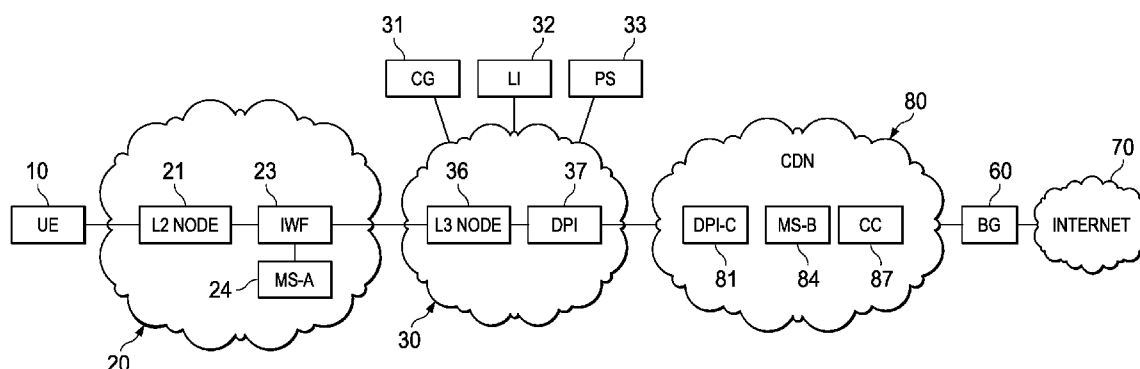 31
32
33
CG
LI
PS
80
CDN
70
10
21
23
36
37
60
UE
L2 NODE
IWF
L3 NODE
DPI
DPI-C
MS-B
CC
BG
INTERNET
24
MS-A
81
84
87
20
30